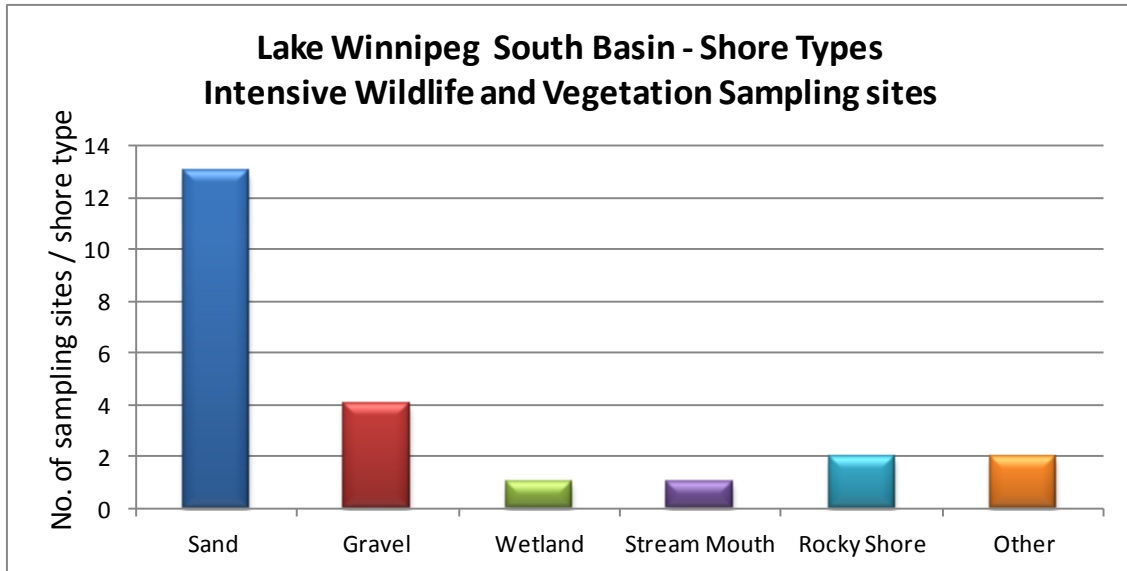 Lake Winnipeg South Basin - Shore Types
Intensive Wildlife and Vegetation Sampling sites
No. of sampling sites / shore type
14
12
10
8
6
4
2
0
Sand Gravel Wetland Stream Mouth Rocky Shore Other